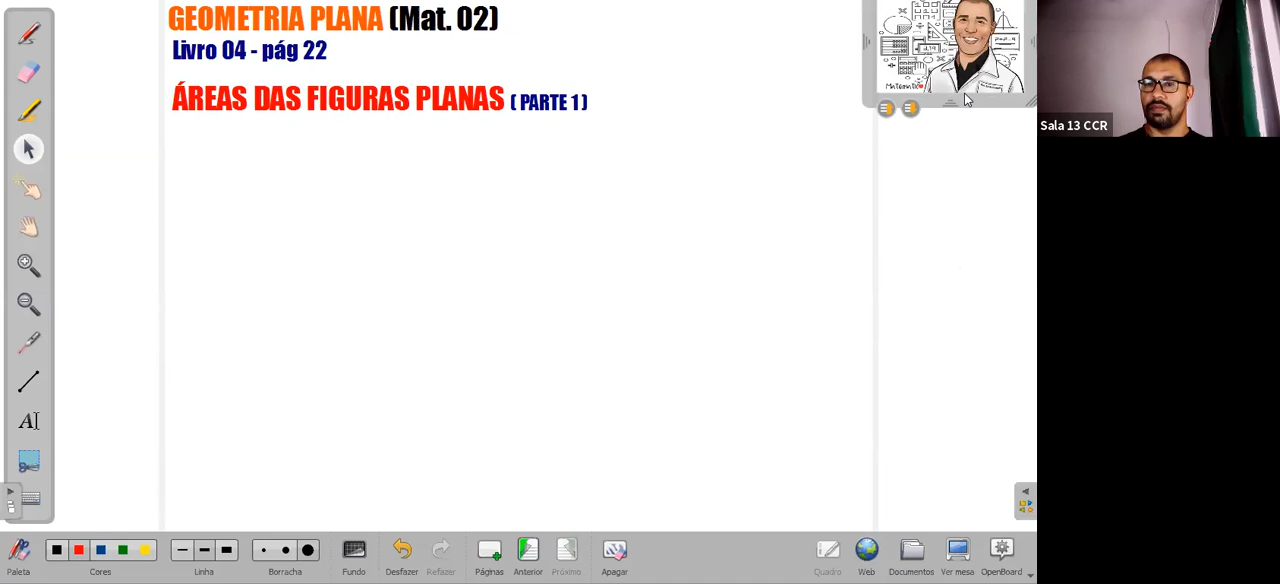 GEOMETRIA PLANA (Mat. 02)
Livro 04 - pág 22
ÁREAS DAS FIGURAS PLANAS ( PARTE 1 )
Sala 13 CCR
Paleta
Cores
Linha
Borracha
Fundo
Desfazer
Refazer
Páginas
Anterior
Próximo
Apagar
Quadro
Web
Documentos
Ver mesa
OpenBoard